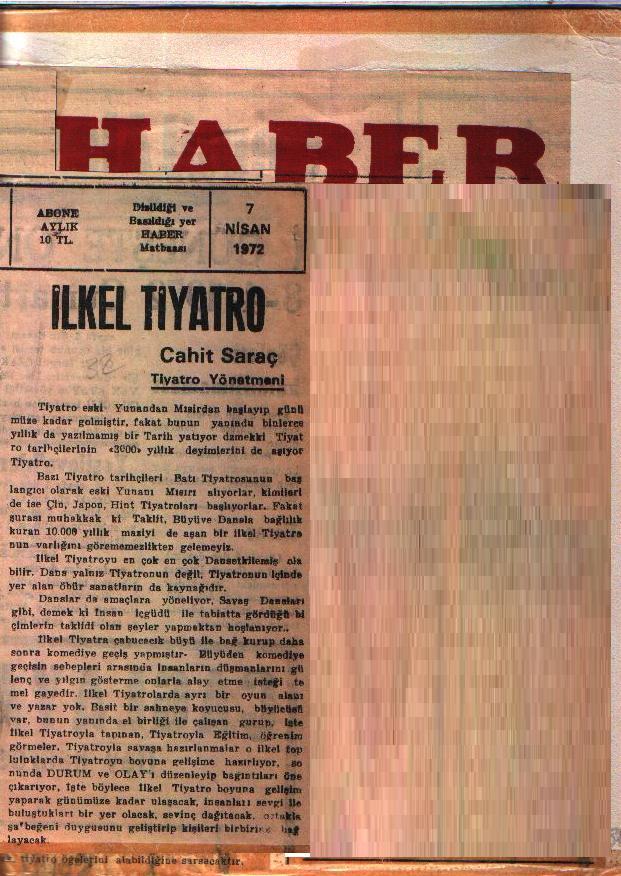 HABER
ABONE
AYLIK
10 TL.
Dizildiği ve
Basıldığı yer
HABER
Matbaası
7
NİSAN
1972
İLKEL TİYATRO
32
Cahit Saraç
Tiyatro Yönetmeni
Tiyatro eski Yunandan Mısırdan başlayıp günü
müze kadar gelmiştir, fakat bunun yanında binlerce
yıllık da yazılmamış bir Tarih yatıyor demekki Tiyat
ro tarihçilerinin «3000» yıllık deyimlerini de aşıyor
Tiyatro.
Bazı Tiyatro tarihçileri Batı Tiyatrosunun baş
langıcı olarak eski Yunanı Mısırı alıyorlar, kimileri
de ise Çin, Japon, Hint Tiyatroları başlıyorlar. Fakat
şurası muhakkak ki Taklit, Büyüve Dansla bağlılık
kuran 10.000 yıllık maziyi de aşan bir ilkel Tiyatro
nun varlığını görememezlikten gelemeyiz.
İlkel Tiyatroyu en çok en çok Dansetkilemiş ola
bilir. Dans yalnız Tiyatronun değil, Tiyatronun içinde
yer alan öbür sanatların da kaynağıdır.
Danslar da amaçlara yöneliyor, Savaş Dansları
gibi, demek ki İnsan içgüdü ile tabiatta gördüğü bi
çimlerin taklidi olan şeyler yapmaktan hoşlanıyor..
İlkel Tiyatra çabucacık büyü ile bağ kurup daha
sonra komediye geçiş yapmıştır- Büyüden komediye
geçişin sebepleri arasında insanların düşmanlarını gü
lenç ve yılgın gösterme onlarla alay etme isteği te
mel gayedir. İlkel Tiyatrolarda ayrı bir oyun alanı
ve yazar yok. Basit bir sahneye koyucusu, büyücüsü
var, bunun yanında el birliği ile çalışan gurup, işte
ilkel Tiyatroyla tapınan, Tiyatroyla Eğitim, öğrenim
görmeler, Tiyatroyla savaşa hazırlanmalar o ilkel top
luluklarda Tiyatroyu boyuna gelişime hazırlıyor, so
nunda DURUM ve OLAY'ı düzenleyip bağıntıları öne
çıkarıyor, işte böylece ilkel Tiyatro boyuna gelişim
yaparak günümüze kadar ulaşacak, insanları sevgi ile
buluştukları bir yer olacak, sevinç dağıtacak, ortakla
şa beğeni duygusunu geliştirip kişileri birbirine bağ
layacak.
tiyatro öğelerini alabildiğine sarsacaktır.